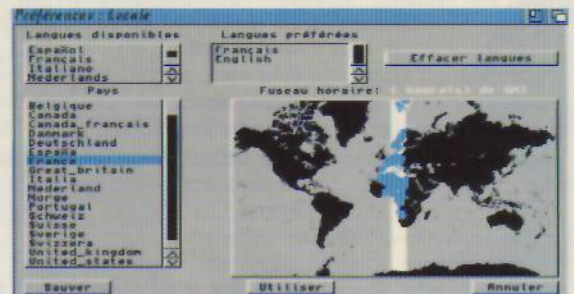 Préférences : Locale
Langues disponibles
Langues préférées
Español
Français
Italiano
Nederlands
Français
English
Effacer langues
Pays
Fuseau horaire:
Belgique
Canada
Canada_français
Danmark
Deutschland
España
France
Great_britain
Italia
Nederland
Norge
Portugal
Schweiz
Suisse
Sverige
Svizzera
United_kingdom
United_states
Sauver
Utiliser
Annuler